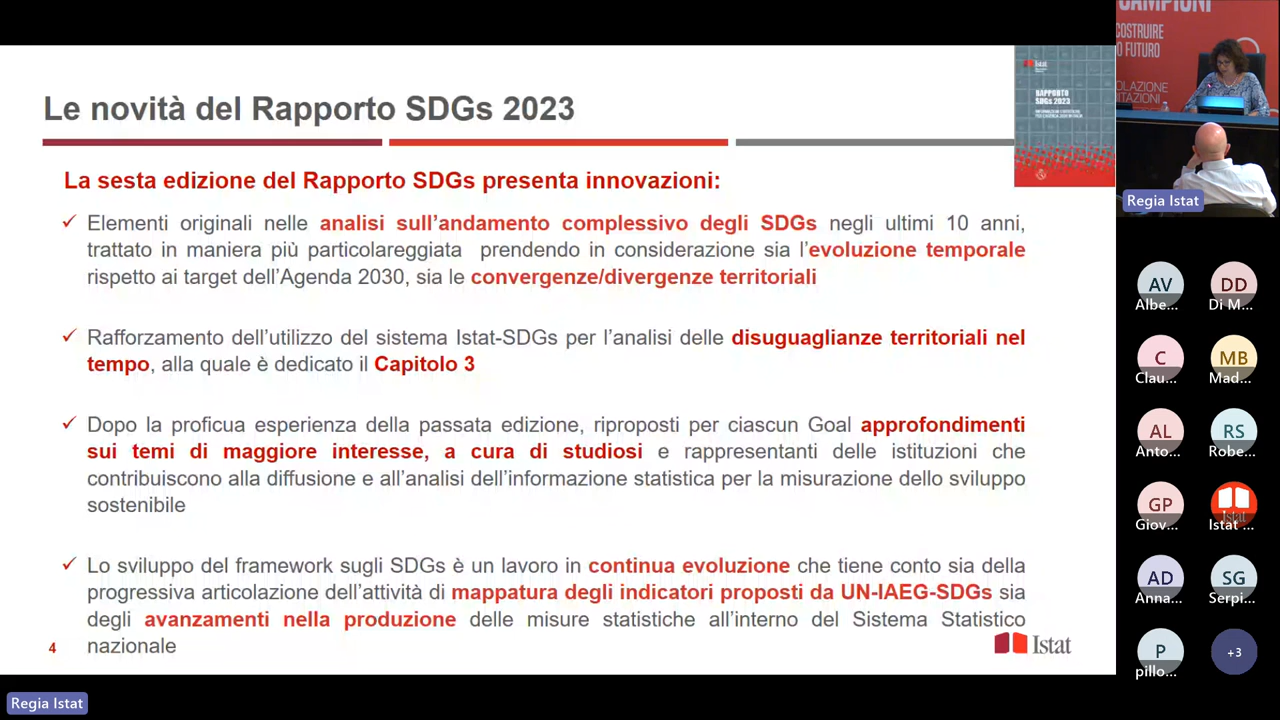 Le novità del Rapporto SDGs 2023
La sesta edizione del Rapporto SDGs presenta innovazioni:
✓ Elementi originali nelle analisi sull'andamento complessivo degli SDGs negli ultimi 10 anni,
trattato in maniera più particolareggiata prendendo in considerazione sia l'evoluzione temporale
rispetto ai target dell'Agenda 2030, sia le convergenze/divergenze territoriali
✓ Rafforzamento dell'utilizzo del sistema Istat-SDGs per l'analisi delle disuguaglianze territoriali nel
tempo, alla quale è dedicato il Capitolo 3
✓ Dopo la proficua esperienza della passata edizione, riproposti per ciascun Goal approfondimenti
sui temi di maggiore interesse, a cura di studiosi e rappresentanti delle istituzioni che
contribuiscono alla diffusione e all'analisi dell'informazione statistica per la misurazione dello sviluppo
sostenibile
✓ Lo sviluppo del framework sugli SDGs è un lavoro in continua evoluzione che tiene conto sia della
progressiva articolazione dell'attività di mappatura degli indicatori proposti da UN-IAEG-SDGs sia
degli avanzamenti nella produzione delle misure statistiche all'interno del Sistema Statistico
nazionale
4
Istat
Istat
RAPPORTO
SDGs 2023
CAMPIONI
COSTRUIRE
O FUTURO
OLAZIONE
ITAZIONI
Regia Istat
AV
Albe...
DD
Di M...
C
Clau...
MB
Mad...
AL
Anto...
RS
Robe...
GP
Giov...
Istat
Istat ...
AD
Anna...
SG
Serpi...
P
pillo...
+3
Regia Istat